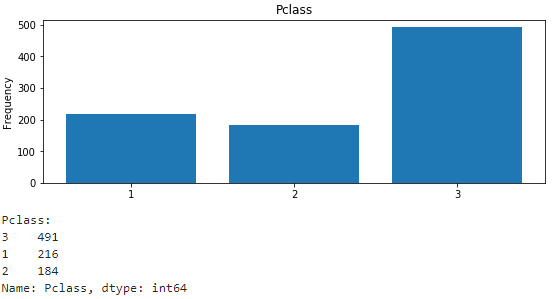 Pclass
500
400
300
200
100
0
Frequency
1 2 3
Pclass:
3    491
1    216
2    184
Name: Pclass, dtype: int64